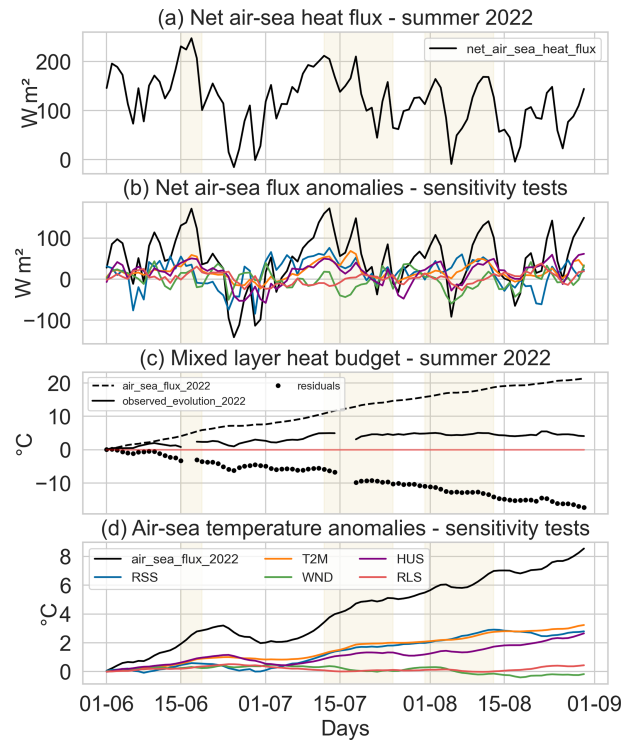 (a) Net air-sea heat flux - summer 2022
net_air_sea_heat_flux
200
100
0
W.m²
(b) Net air-sea flux anomalies - sensitivity tests
100
0
−100
W m²
(c) Mixed layer heat budget - summer 2022
air_sea_flux_2022
observed_evolution_2022
residuals
20
10
0
−10
°C
(d) Air-sea temperature anomalies - sensitivity tests
air_sea_flux_2022
RSS
T2M
WND
HUS
RLS
8
6
4
2
0
°C
01-06 15-06 01-07 15-07 01-08 15-08 01-09
Days